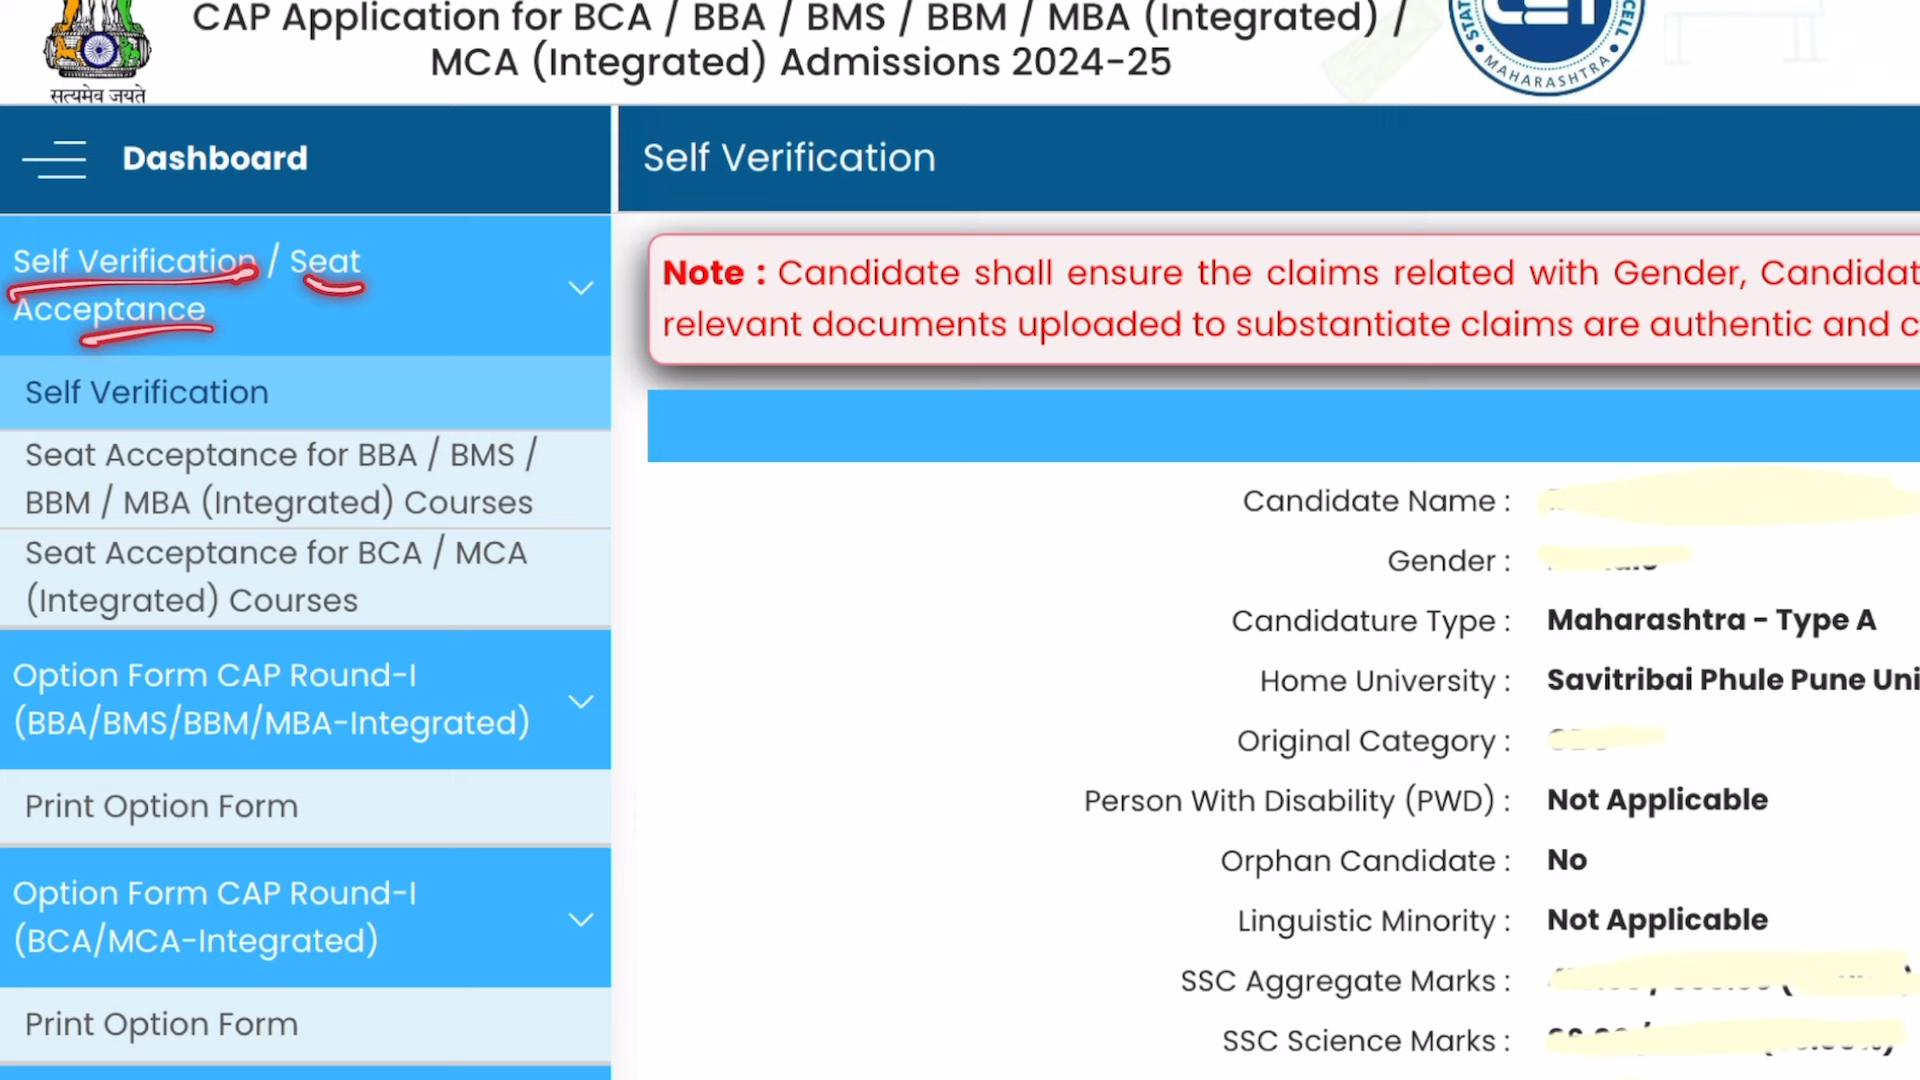 CAP Application for BCA / BBA / BMS / BBM / MBA (Integrated) /
MCA (Integrated) Admissions 2024-25
सत्यमेव जयते
MAHARASHTRA
CELL
Dashboard
Self Verification
Self Verification / Seat
Acceptance
Self Verification
Seat Acceptance for BBA / BMS /
BBM / MBA (Integrated) Courses
Seat Acceptance for BCA / MCA
(Integrated) Courses
Option Form CAP Round-I
(BBA/BMS/BBM/MBA-Integrated)
Print Option Form
Option Form CAP Round-I
(BCA/MCA-Integrated)
Print Option Form
Note : Candidate shall ensure the claims related with Gender, Candidat
relevant documents uploaded to substantiate claims are authentic and c
Candidate Name :
Gender :
Candidature Type : Maharashtra - Type A
Home University : Savitribai Phule Pune Uni
Original Category :
Person With Disability (PWD) : Not Applicable
Orphan Candidate : No
Linguistic Minority : Not Applicable
SSC Aggregate Marks :
SSC Science Marks :